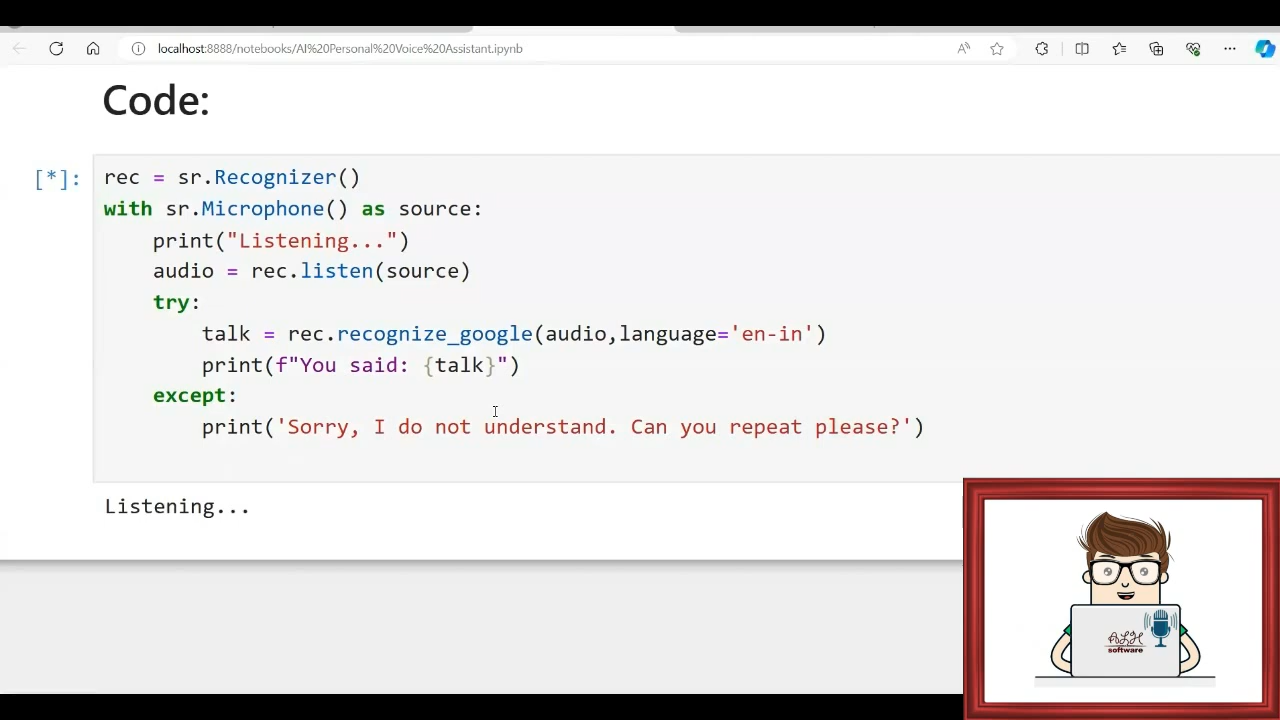 localhost:8888/notebooks/AI%20Personal%20Voice%20Assistant.ipynb
Code:
[*]:
rec = sr.Recognizer()
with sr.Microphone() as source:
    print("Listening...")
    audio = rec.listen(source)
    try:
        talk = rec.recognize_google(audio,language='en-in')
        print(f"You said: {talk}")
    except:
        print('Sorry, I do not understand. Can you repeat please?')
Listening...
ALH
software